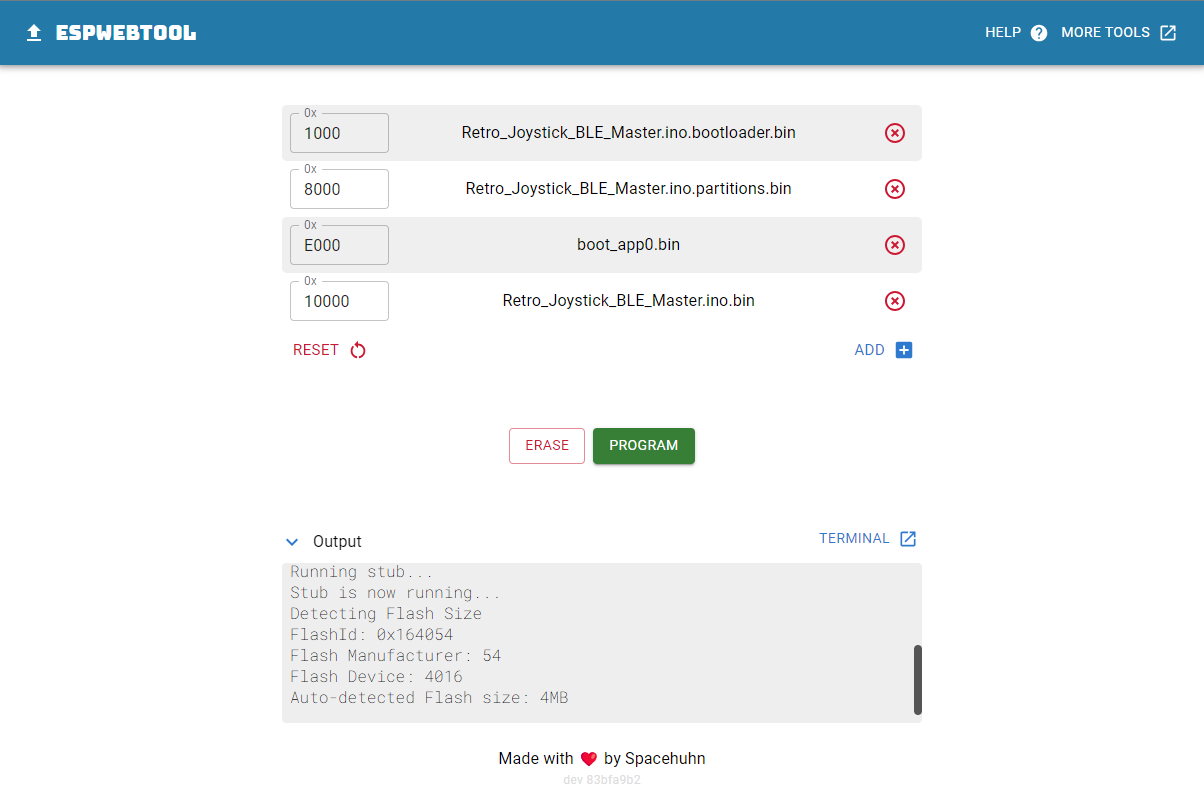 ESPWEBTOOL
HELP ? MORE TOOLS
0x
1000 Retro_Joystick_BLE_Master.ino.bootloader.bin
0x
8000 Retro_Joystick_BLE_Master.ino.partitions.bin
0x
E000 boot_app0.bin
0x
10000 Retro_Joystick_BLE_Master.ino.bin
RESET ADD
ERASE PROGRAM
Output TERMINAL
Running stub...
Stub is now running...
Detecting Flash Size
FlashId: 0x164054
Flash Manufacturer: 54
Flash Device: 4016
Auto-detected Flash size: 4MB
Made with ❤ by Spacehuhn
dev 83bfa9b2